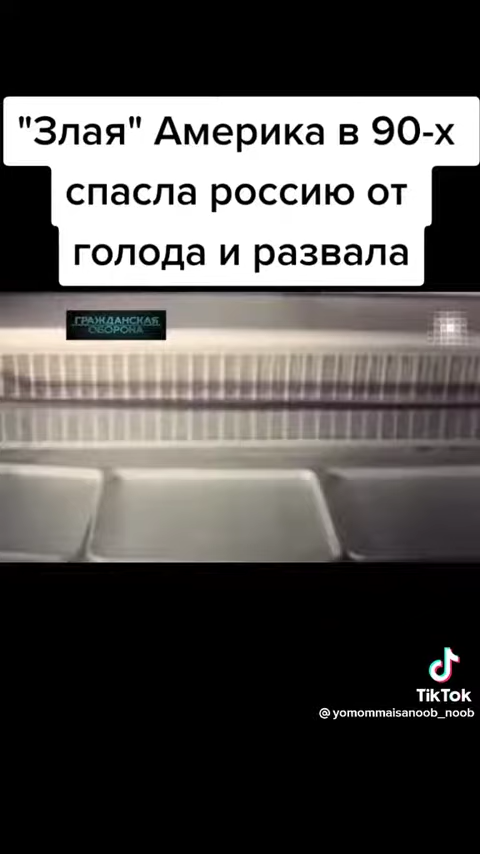 "Злая" Америка в 90-х
спасла россию от
голода и развала
ГРАЖДАНСКАЯ
ОБОРОНА
TikTok
@yomommaisanoob_noob